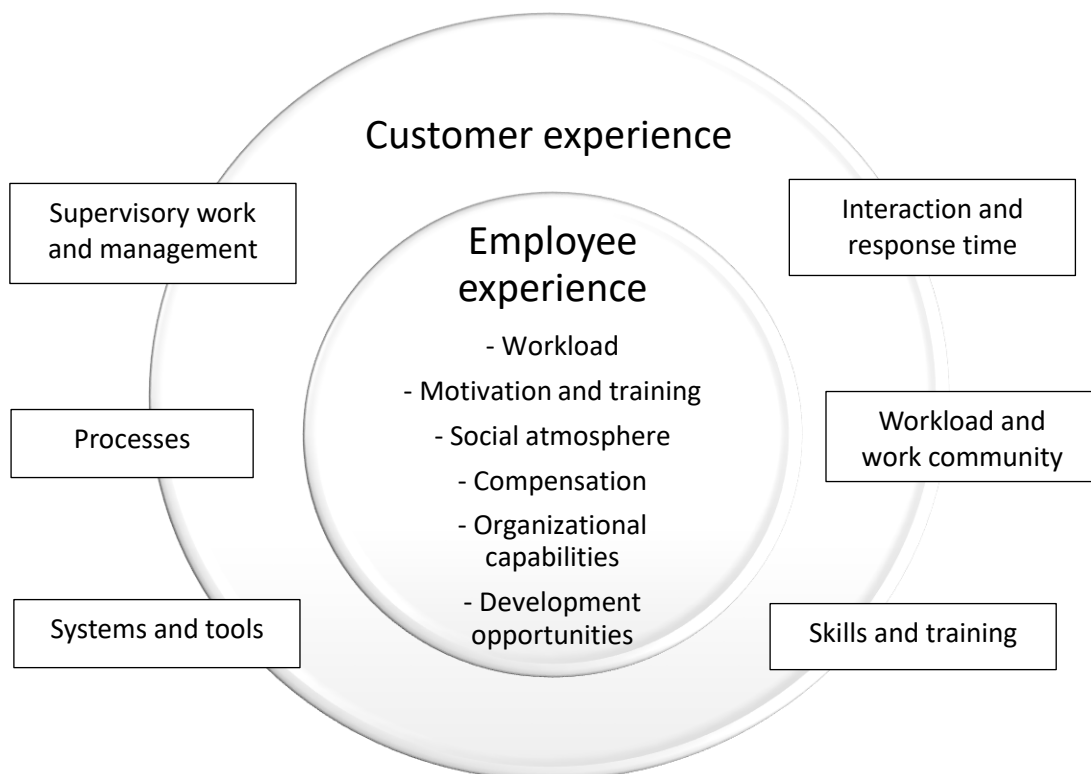 Customer experience
Supervisory work
and management
Interaction and
response time
Employee
experience
- Workload
- Motivation and training
- Social atmosphere
- Compensation
- Organizational
capabilities
- Development
opportunities
Processes
Workload and
work community
Systems and tools
Skills and training